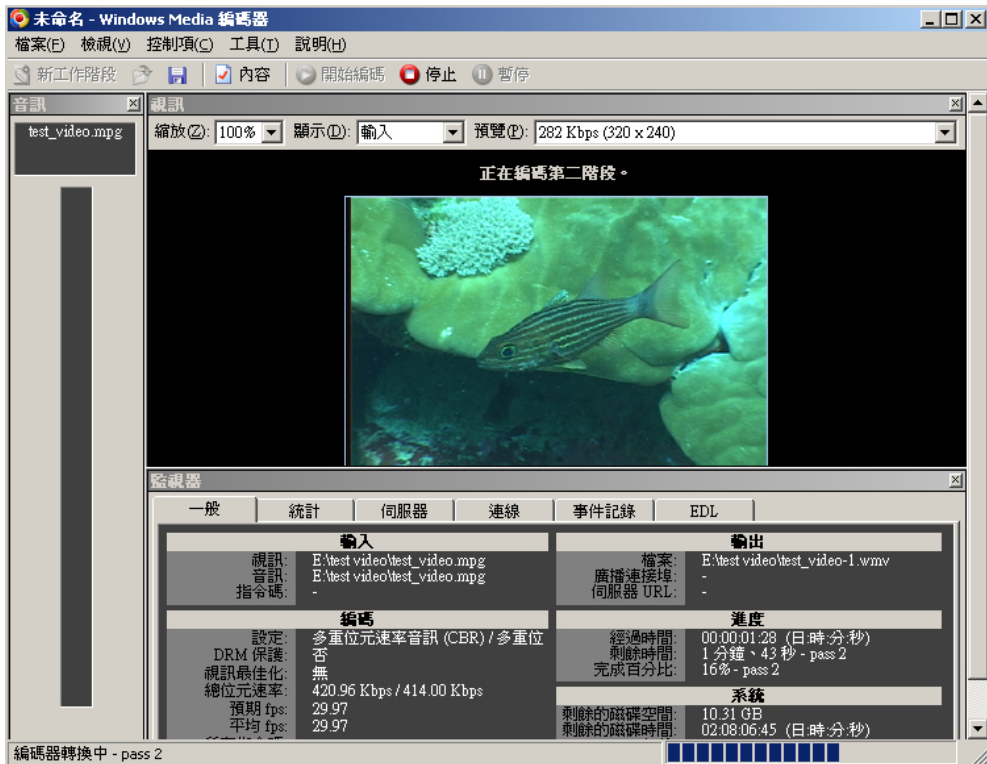 未命名 - Windows Media 編碼器
檔案(F) 檢視(V) 控制項(C) 工具(T) 說明(H)
新工作階段 內容 開始編碼 停止 暫停
音訊
test_video.mpg
視訊
縮放(Z): 100% 顯示(D): 輸入 預覽(P): 282 Kbps (320 x 240)
正在編碼第二階段。
監視器
一般 統計 伺服器 連線 事件記錄 EDL
輸入
視訊: E:\test video\test_video.mpg
音訊: E:\test video\test_video.mpg
指令碼: -
編碼
設定: 多重位元速率音訊 (CBR) / 多重位
DRM 保護: 否
視訊最佳化: 無
總位元速率: 420.96 Kbps / 414.00 Kbps
預期 fps: 29.97
平均 fps: 29.97
輸出
檔案: E:\test video\test_video-1.wmv
廣播連接埠: -
伺服器 URL: -
進度
經過時間: 00:00:01:28 (日:時:分:秒)
剩餘時間: 1 分鐘、43 秒 - pass 2
完成百分比: 16% - pass 2
系統
剩餘的磁碟空間: 10.31 GB
剩餘的磁碟時間: 02:08:06:45 (日:時:分:秒)
編碼器轉換中 - pass 2